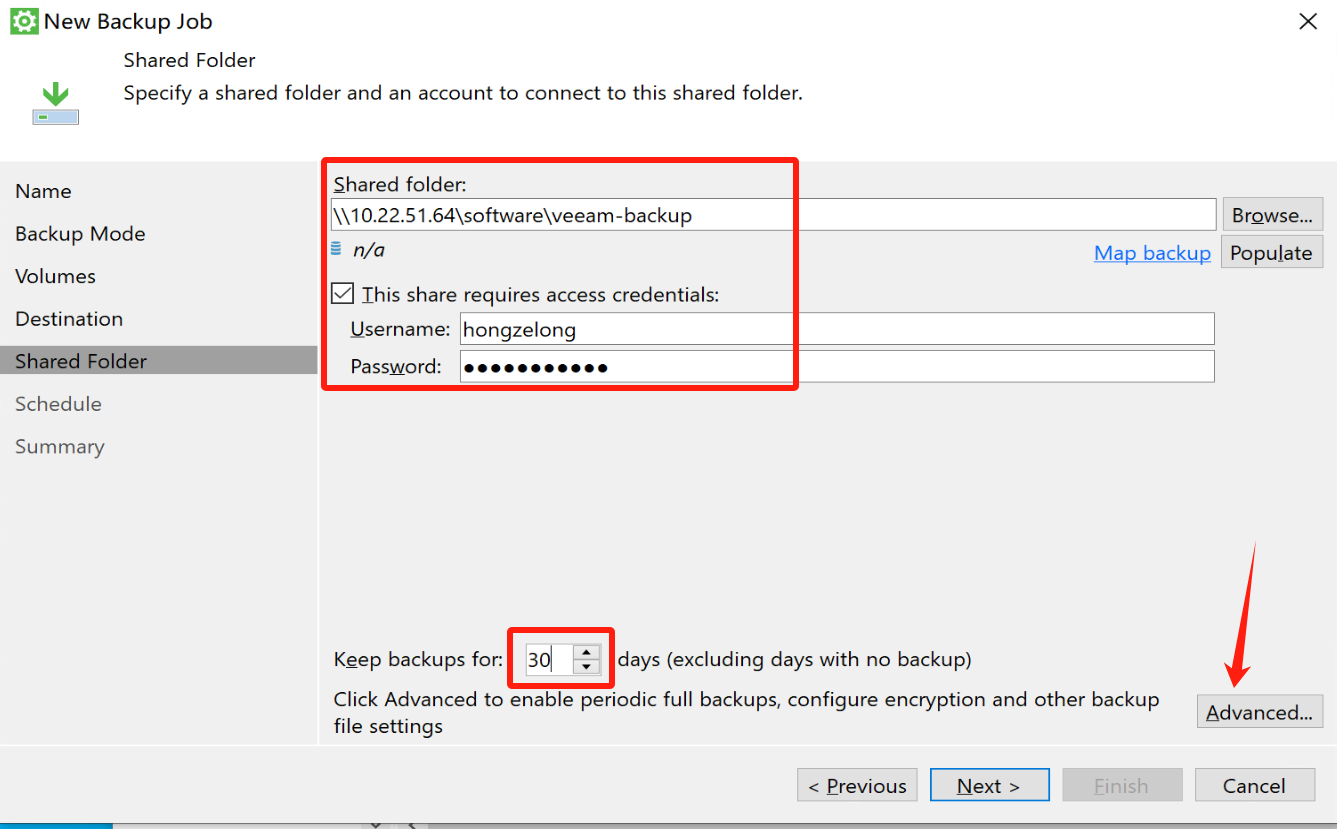 New Backup Job
Shared Folder
Specify a shared folder and an account to connect to this shared folder.
Name
Backup Mode
Volumes
Destination
Shared Folder
Schedule
Summary
Shared folder:
\\10.22.51.64\software\veeam-backup
Browse...
n/a
Map backup
Populate
This share requires access credentials:
Username: hongzelong
Password: ●●●●●●●●●●●
Keep backups for: 30 days (excluding days with no backup)
Click Advanced to enable periodic full backups, configure encryption and other backup
file settings
Advanced...
< Previous
Next >
Finish
Cancel